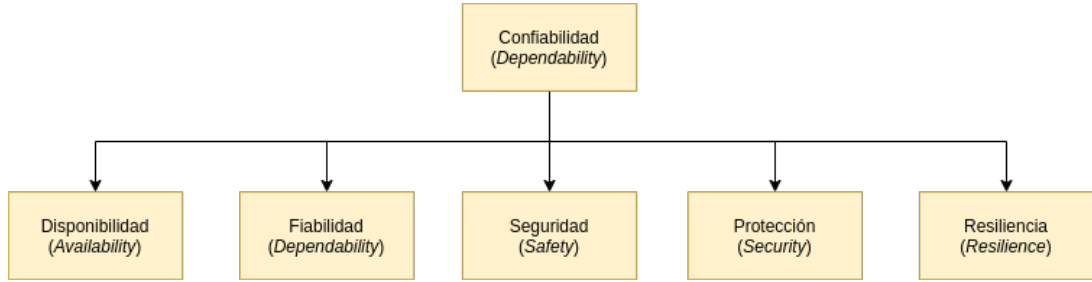 Confiabilidad
(Dependability)
Disponibilidad
(Availability)
Fiabilidad
(Dependability)
Seguridad
(Safety)
Protección
(Security)
Resiliencia
(Resilience)